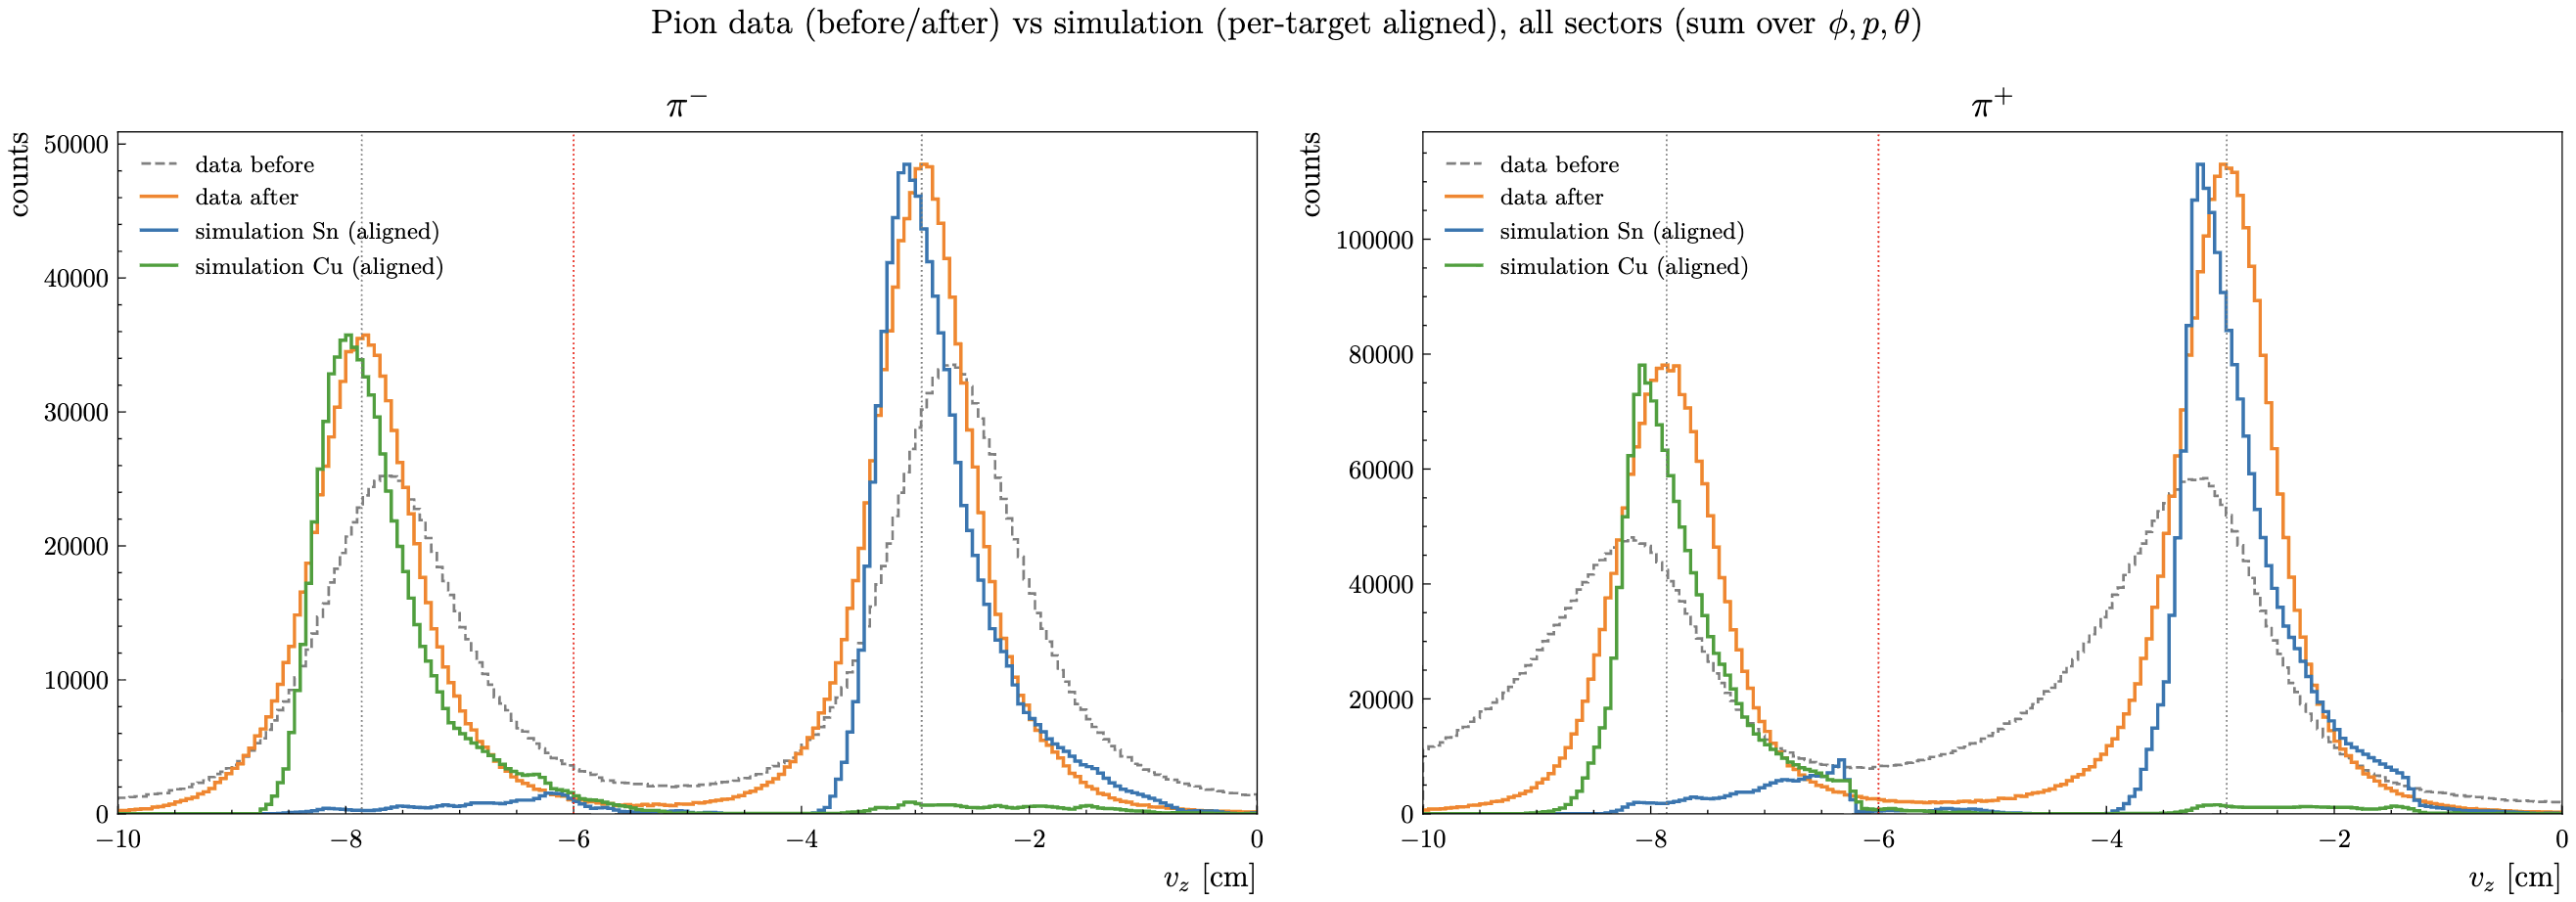 Pion data (before/after) vs simulation (per-target aligned), all sectors (sum over ϕ, p, θ)
π⁻
counts
50000
40000
30000
20000
10000
0
data before
data after
simulation Sn (aligned)
simulation Cu (aligned)
−10
−8
−6
−4
−2
0
v_z [cm]
π⁺
counts
100000
80000
60000
40000
20000
0
data before
data after
simulation Sn (aligned)
simulation Cu (aligned)
−10
−8
−6
−4
−2
0
v_z [cm]